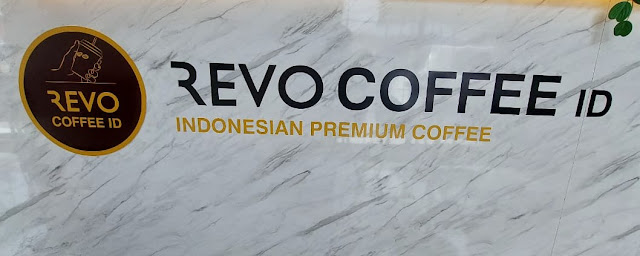 REVO
COFFEE ID
REVO COFFEE ID
INDONESIAN PREMIUM COFFEE